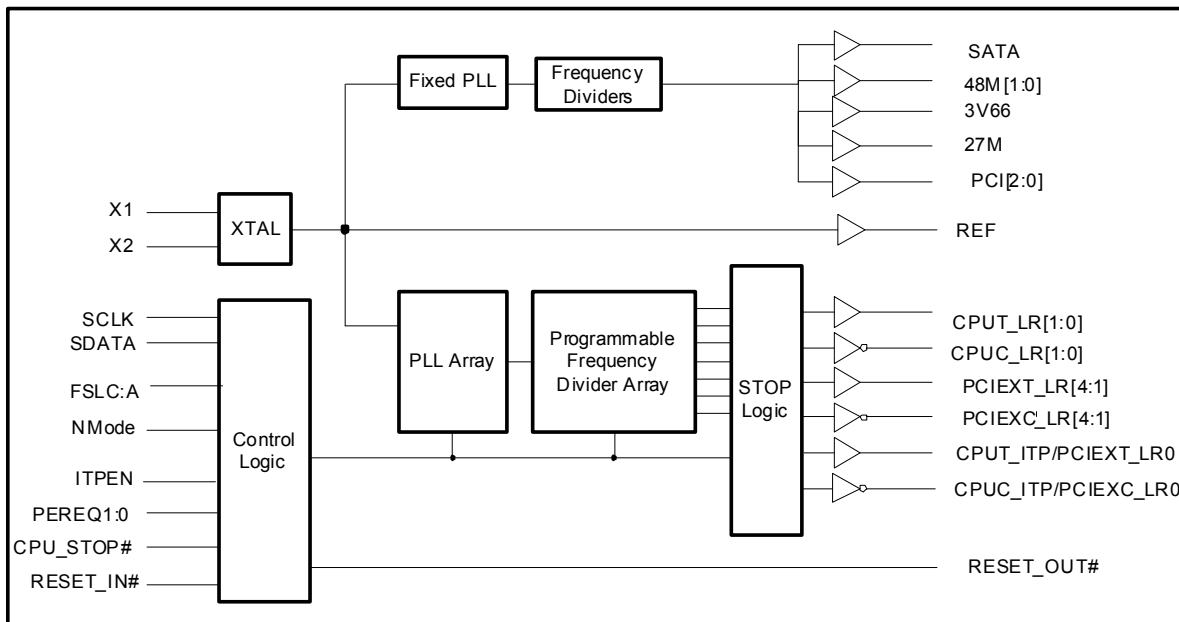 SATA
Fixed PLL
Frequency
Dividers
48M[1:0]
3V66
27M
PCI[2:0]
X1
XTAL
X2
REF
SCLK
SDATA
FSLC:A
NMode
ITPEN
PEREQ1:0
CPU_STOP#
RESET_IN#
Control
Logic
PLL Array
Programmable
Frequency
Divider Array
STOP
Logic
CPUT_LR[1:0]
CPUC_LR[1:0]
PCIEXT_LR[4:1]
PCIEXC'_LR[4:1]
CPUT_ITP/PCIEXT_LR0
CPUC_ITP/PCIEXC_LR0
RESET_OUT#